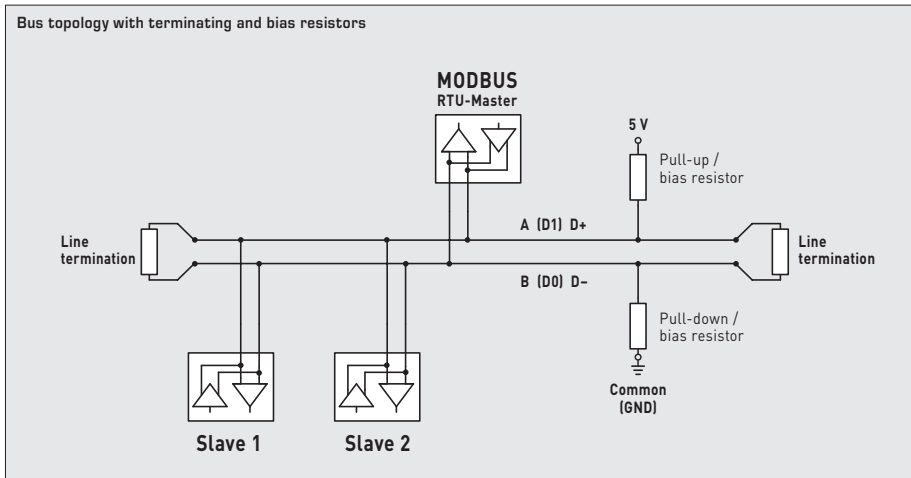 Bus topology with terminating and bias resistors
MODBUS
RTU-Master
5 V
Pull-up /
bias resistor
A (D1) D+
Line
termination
Line
termination
B (D0) D–
Pull-down /
bias resistor
Common
(GND)
Slave 1
Slave 2